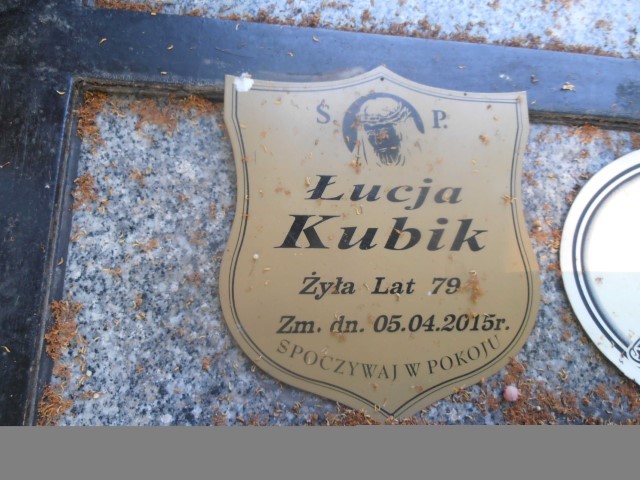 Ś. P.
Łucja
Kubik
Żyła Lat 79
Zm. dn. 05.04.2015r.
SPOCZYWAJ W POKOJU